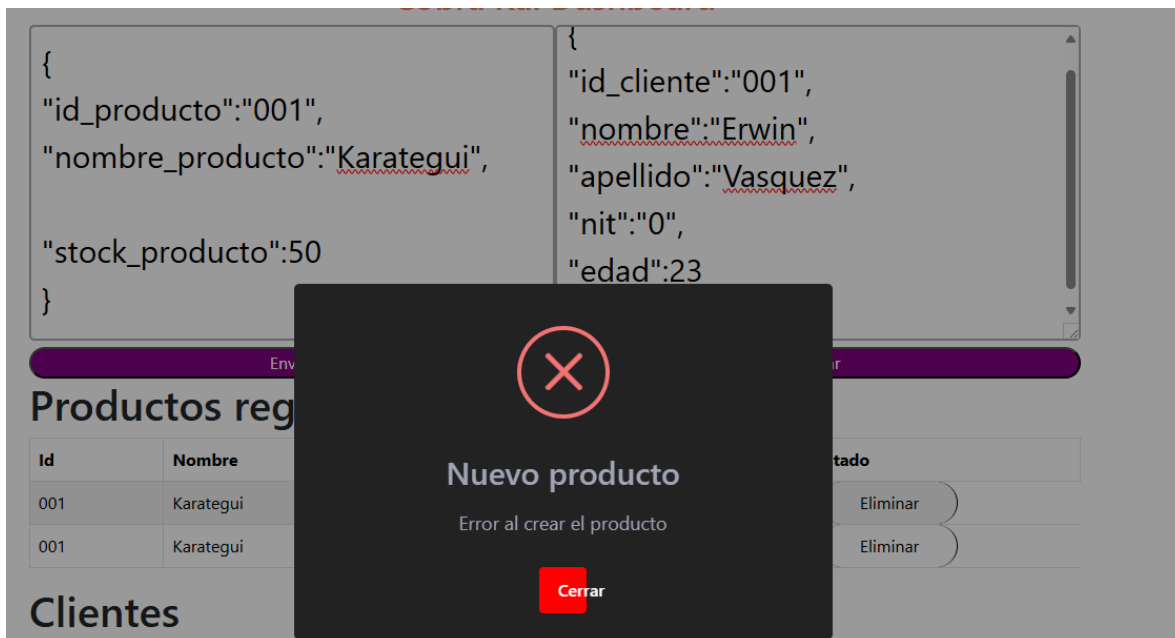 {
"id_producto":"001",
"nombre_producto":"Karategui",
"stock_producto":50
}
{
"id_cliente":"001",
"nombre":"Erwin",
"apellido":"Vasquez",
"nit":"0",
"edad":23
Nuevo producto
Error al crear el producto
Cerrar
Productos reg
Id Nombre tado
001 Karategui Eliminar
001 Karategui Eliminar
Clientes